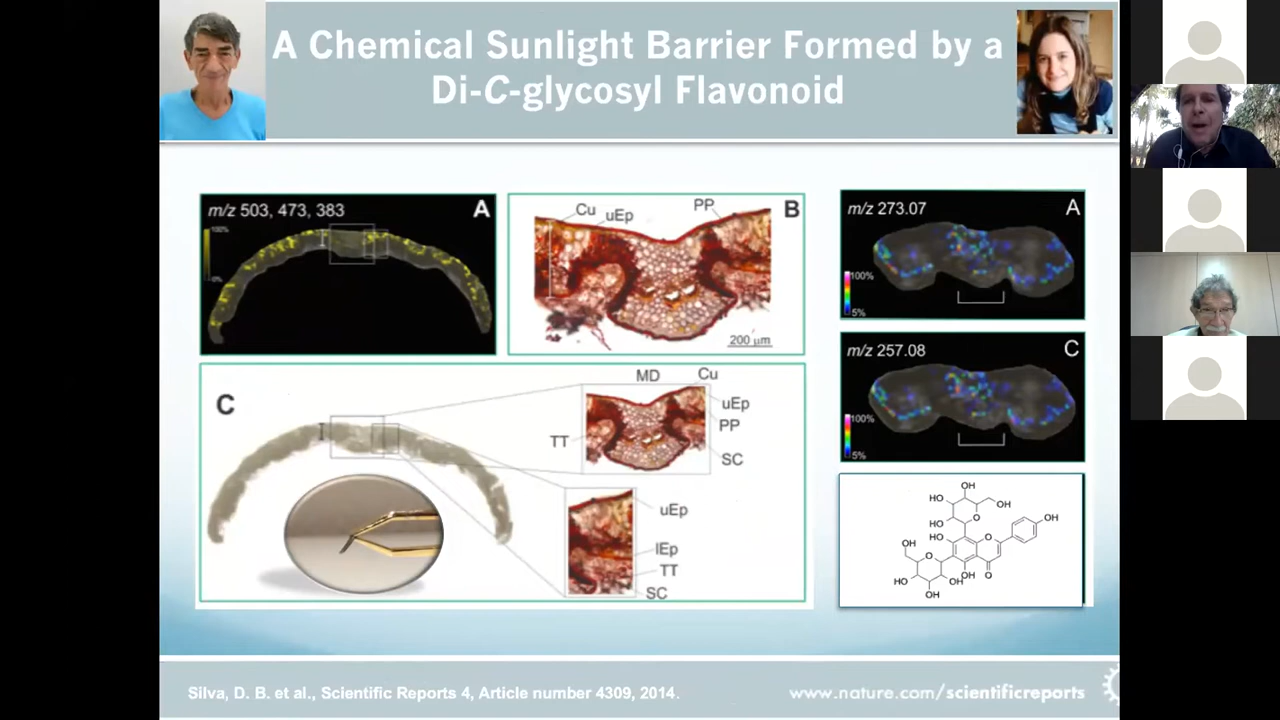 A Chemical Sunlight Barrier Formed by a
Di-C-glycosyl Flavonoid
m/z 503, 473, 383
A
100%
0%
B
Cu
uEp
PP
200 μm
C
MD
Cu
uEp
PP
TT
SC
uEp
lEp
TT
SC
m/z 273.07
A
100%
5%
m/z 257.08
C
100%
5%
OH
HO
OH
O
HO
OH
HO
O
OH
O
OH
O
HO
OH
OH
OH
Silva, D. B. et al., Scientific Reports 4, Article number 4309, 2014.
www.nature.com/scientificreports